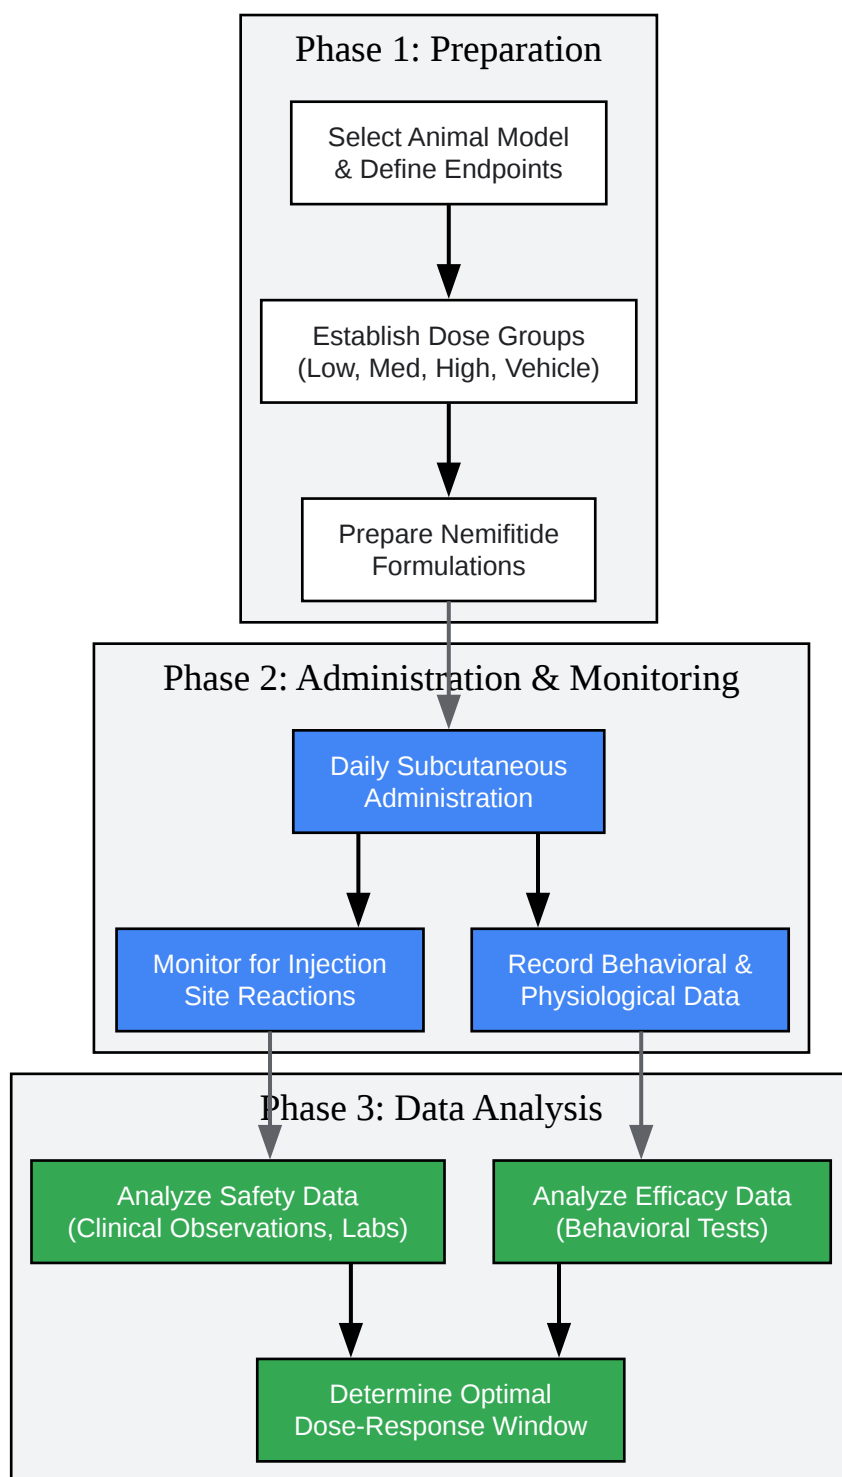 Phase 1: Preparation
Select Animal Model
& Define Endpoints
Establish Dose Groups
(Low, Med, High, Vehicle)
Prepare Nemifitide
Formulations
Phase 2: Administration & Monitoring
Daily Subcutaneous
Administration
Monitor for Injection
Site Reactions
Record Behavioral &
Physiological Data
Phase 3: Data Analysis
Analyze Safety Data
(Clinical Observations, Labs)
Analyze Efficacy Data
(Behavioral Tests)
Determine Optimal
Dose-Response Window